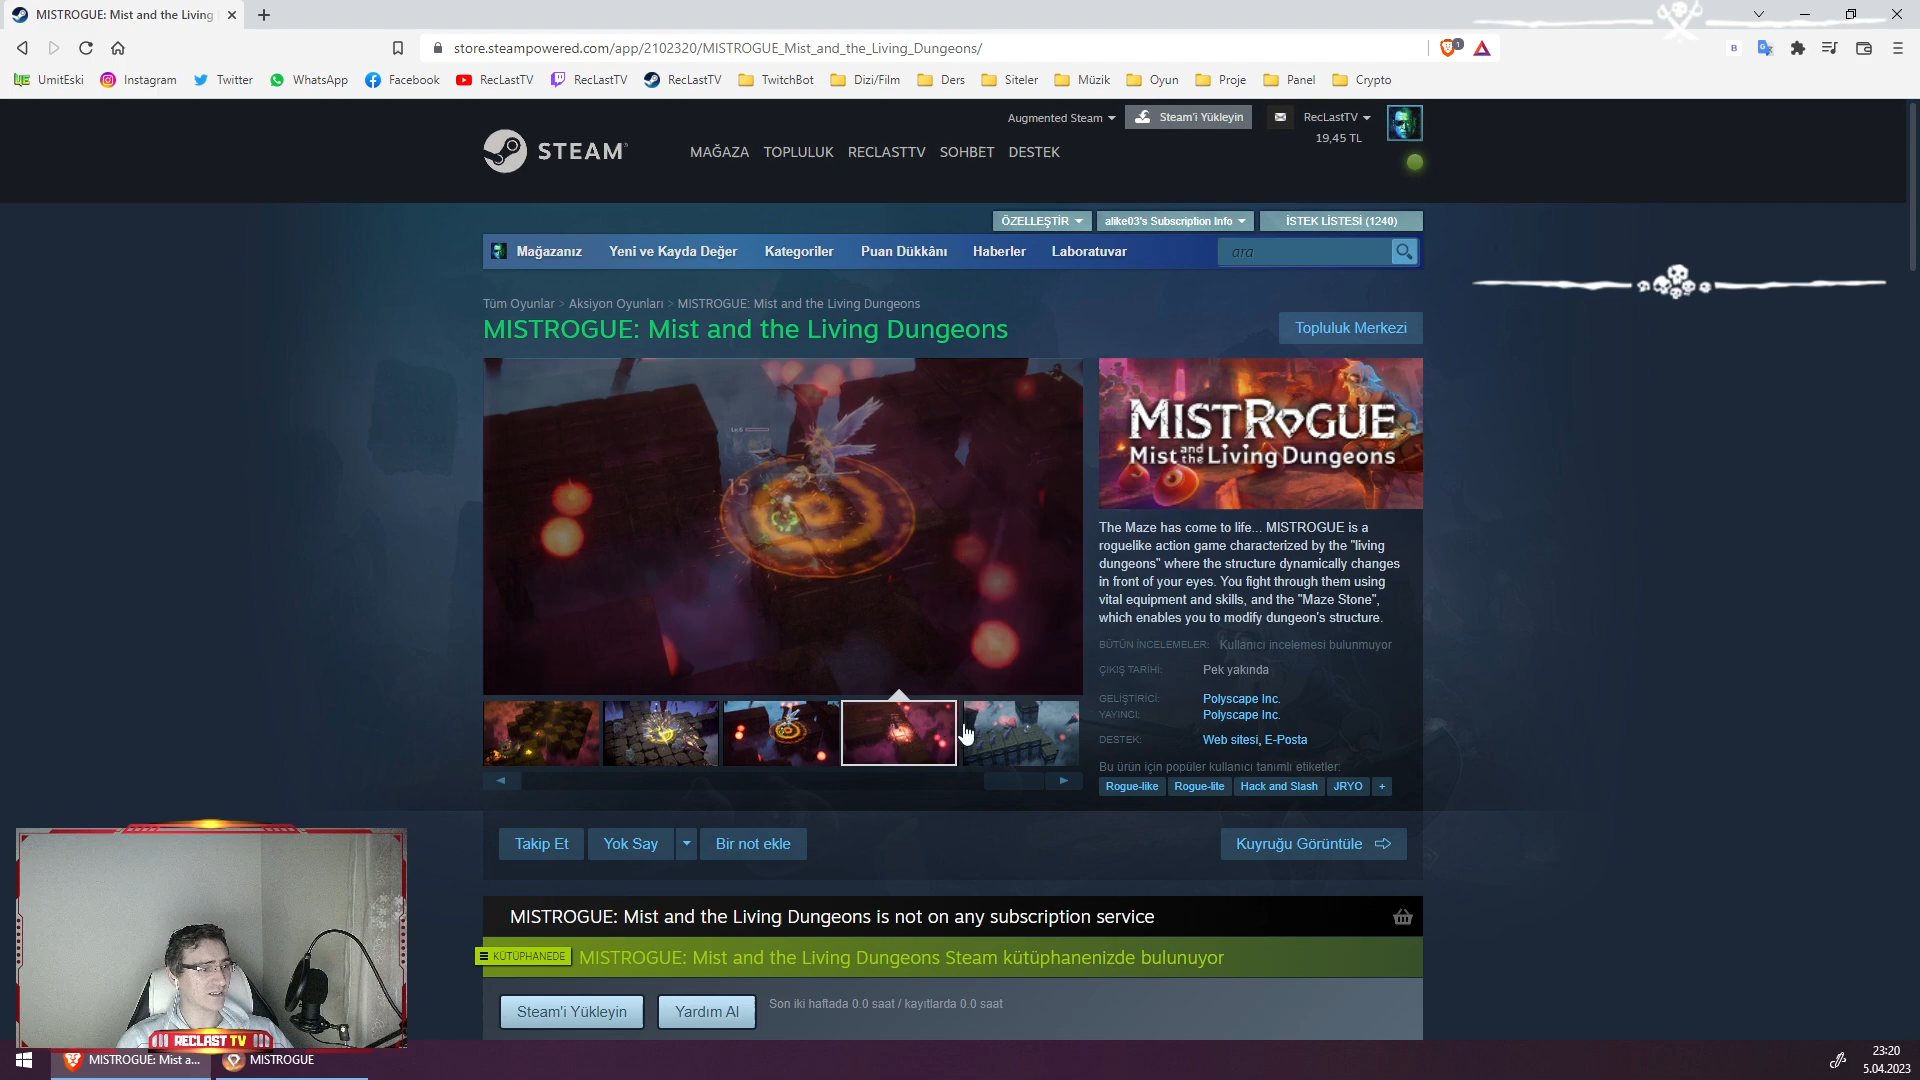 MISTROGUE: Mist and the Living
store.steampowered.com/app/2102320/MISTROGUE_Mist_and_the_Living_Dungeons/
1
B
UmitEski
Instagram
Twitter
WhatsApp
Facebook
RecLastTV
RecLastTV
RecLastTV
TwitchBot
Dizi/Film
Ders
Siteler
Müzik
Oyun
Proje
Panel
Crypto
Augmented Steam
Steam'i Yükleyin
RecLastTV
19,45 TL
STEAM
MAĞAZA TOPLULUK RECLASTTV SOHBET DESTEK
ÖZELLEŞTİR
alike03's Subscription Info
İSTEK LİSTESİ (1240)
Mağazanız Yeni ve Kayda Değer Kategoriler Puan Dükkânı Haberler Laboratuvar
ara
Tüm Oyunlar > Aksiyon Oyunları > MISTROGUE: Mist and the Living Dungeons
MISTROGUE: Mist and the Living Dungeons
Topluluk Merkezi
15
MISTROGUE
Mist and the Living Dungeons
The Maze has come to life... MISTROGUE is a
roguelike action game characterized by the "living
dungeons" where the structure dynamically changes
in front of your eyes. You fight through them using
vital equipment and skills, and the "Maze Stone",
which enables you to modify dungeon's structure.
BÜTÜN İNCELEMELER: Kullanıcı incelemesi bulunmuyor
ÇIKIŞ TARİHİ: Pek yakında
GELİŞTİRİCİ: Polyscape Inc.
YAYINCI: Polyscape Inc.
DESTEK: Web sitesi, E-Posta
Bu ürün için popüler kullanıcı tanımlı etiketler:
Rogue-like Rogue-lite Hack and Slash JRYO +
Takip Et Yok Say Bir not ekle
Kuyruğu Görüntüle
MISTROGUE: Mist and the Living Dungeons is not on any subscription service
KÜTÜPHANEDE
MISTROGUE: Mist and the Living Dungeons Steam kütüphanenizde bulunuyor
Steam'i Yükleyin
Yardım Al
Son iki haftada 0.0 saat / kayıtlarda 0.0 saat
RECLAST TV
MISTROGUE: Mist a...
MISTROGUE
23:20
5.04.2023